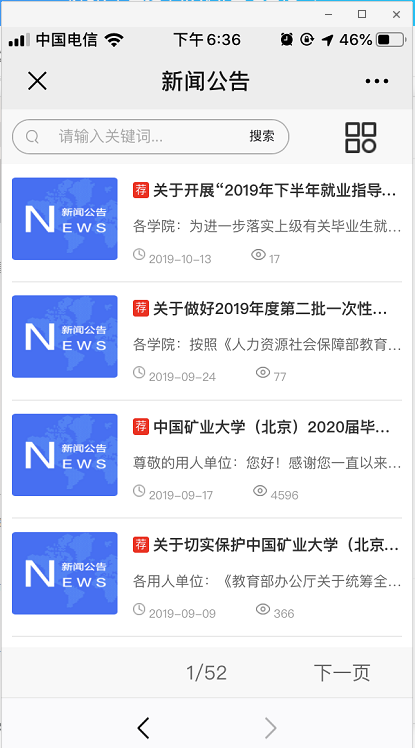 中国电信 下午6:36 46%
新闻公告
请输入关键词... 搜索
N 新闻公告 EWS
荐 关于开展“2019年下半年就业指导...
各学院：为进一步落实上级有关毕业生就...
2019-10-13 17
N 新闻公告 EWS
荐 关于做好2019年度第二批一次性...
各学院：按照《人力资源社会保障部教育...
2019-09-24 77
N 新闻公告 EWS
荐 中国矿业大学（北京）2020届毕...
尊敬的用人单位：您好！感谢您一直以来...
2019-09-17 4596
N 新闻公告 EWS
荐 关于切实保护中国矿业大学（北京...
各用人单位：《教育部办公厅关于统筹全...
2019-09-09 366
1/52 下一页